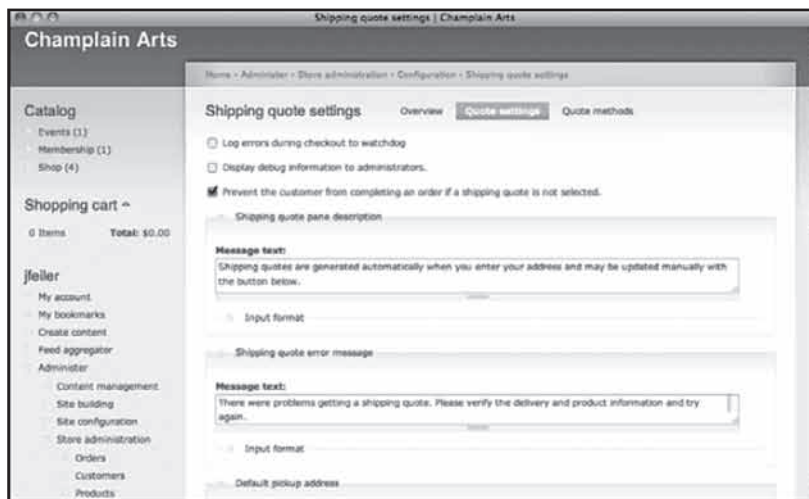 Shipping quote settings | Champlain Arts
Champlain Arts
Home › Administer › Store administration › Configuration › Shipping quote settings
Catalog
Events (1)
Membership (1)
Shop (4)
Shopping cart
0 Items Total: $0.00
jfeiler
My account
My bookmarks
Create content
Feed aggregator
Administer
Content management
Site building
Site configuration
Store administration
Orders
Customers
Products
Shipping quote settings Overview Quote settings Quote methods
Log errors during checkout to watchdog
Display debug information to administrators.
Prevent the customer from completing an order if a shipping quote is not selected.
Shipping quote pane description
Message text:
Shipping quotes are generated automatically when you enter your address and may be updated manually with
the button below.
Input format
Shipping quote error message
Message text:
There were problems getting a shipping quote. Please verify the delivery and product information and try
again.
Input format
Default pickup address